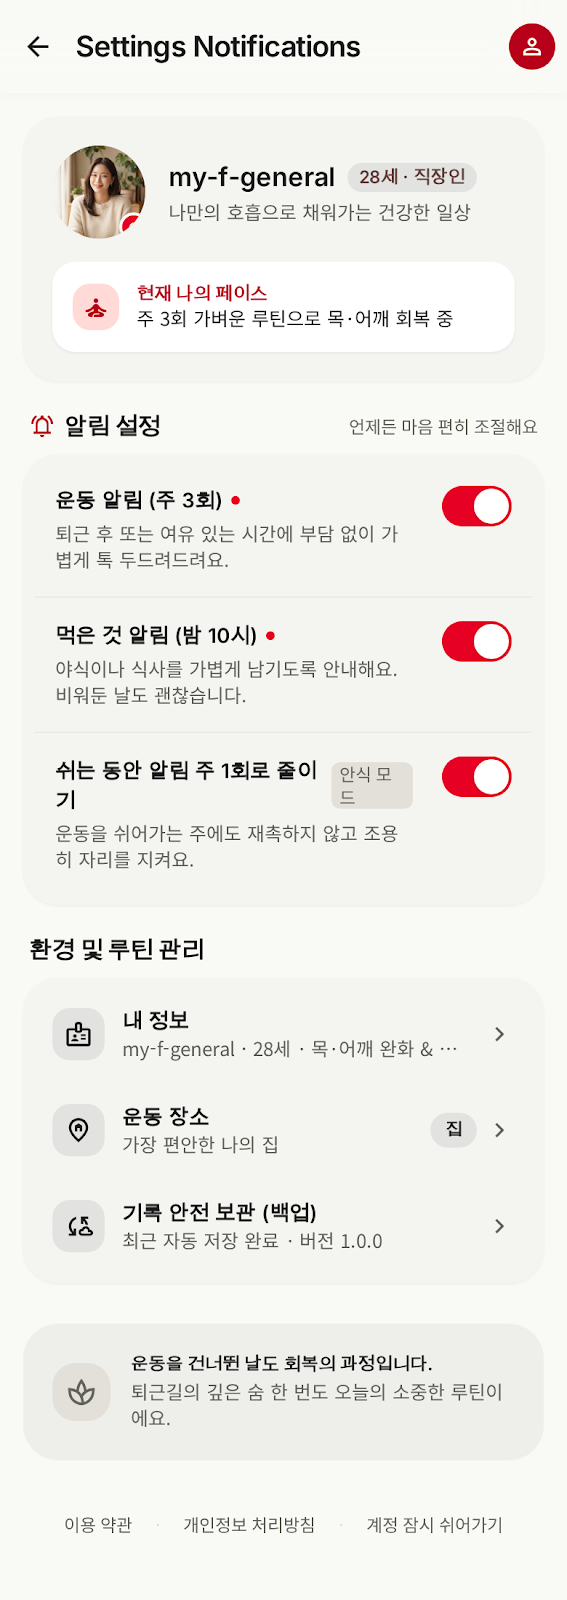 Settings Notifications
my-f-general
28세 · 직장인
나만의 호흡으로 채워가는 건강한 일상
현재 나의 페이스
주 3회 가벼운 루틴으로 목·어깨 회복 중
알림 설정
언제든 마음 편히 조절해요
운동 알림 (주 3회)
퇴근 후 또는 여유 있는 시간에 부담 없이 가
볍게 톡 두드려드려요.
먹은 것 알림 (밤 10시)
야식이나 식사를 가볍게 남기도록 안내해요.
비워둔 날도 괜찮습니다.
쉬는 동안 알림 주 1회로 줄이
기
안식 모
드
운동을 쉬어가는 주에도 재촉하지 않고 조용
히 자리를 지켜요.
환경 및 루틴 관리
내 정보
my-f-general · 28세 · 목·어깨 완화 & ···
운동 장소
가장 편안한 나의 집
집
기록 안전 보관 (백업)
최근 자동 저장 완료 · 버전 1.0.0
운동을 건너뛴 날도 회복의 과정입니다.
퇴근길의 깊은 숨 한 번도 오늘의 소중한 루틴이
에요.
이용 약관 · 개인정보 처리방침 · 계정 잠시 쉬어가기